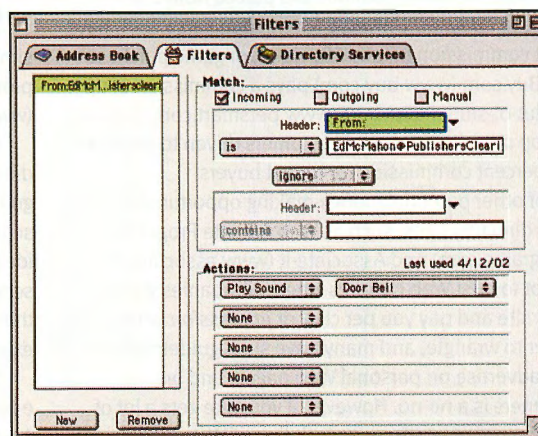 Filters
Address Book
Filters
Directory Services
From:EdMcM...isherscleari
Match:
Incoming
Outgoing
Manual
Header: From:
is
EdMcMahon@PublishersCleari
ignore
Header:
contains
Last used 4/12/02
Actions:
Play Sound
Door Bell
None
None
None
None
New
Remove